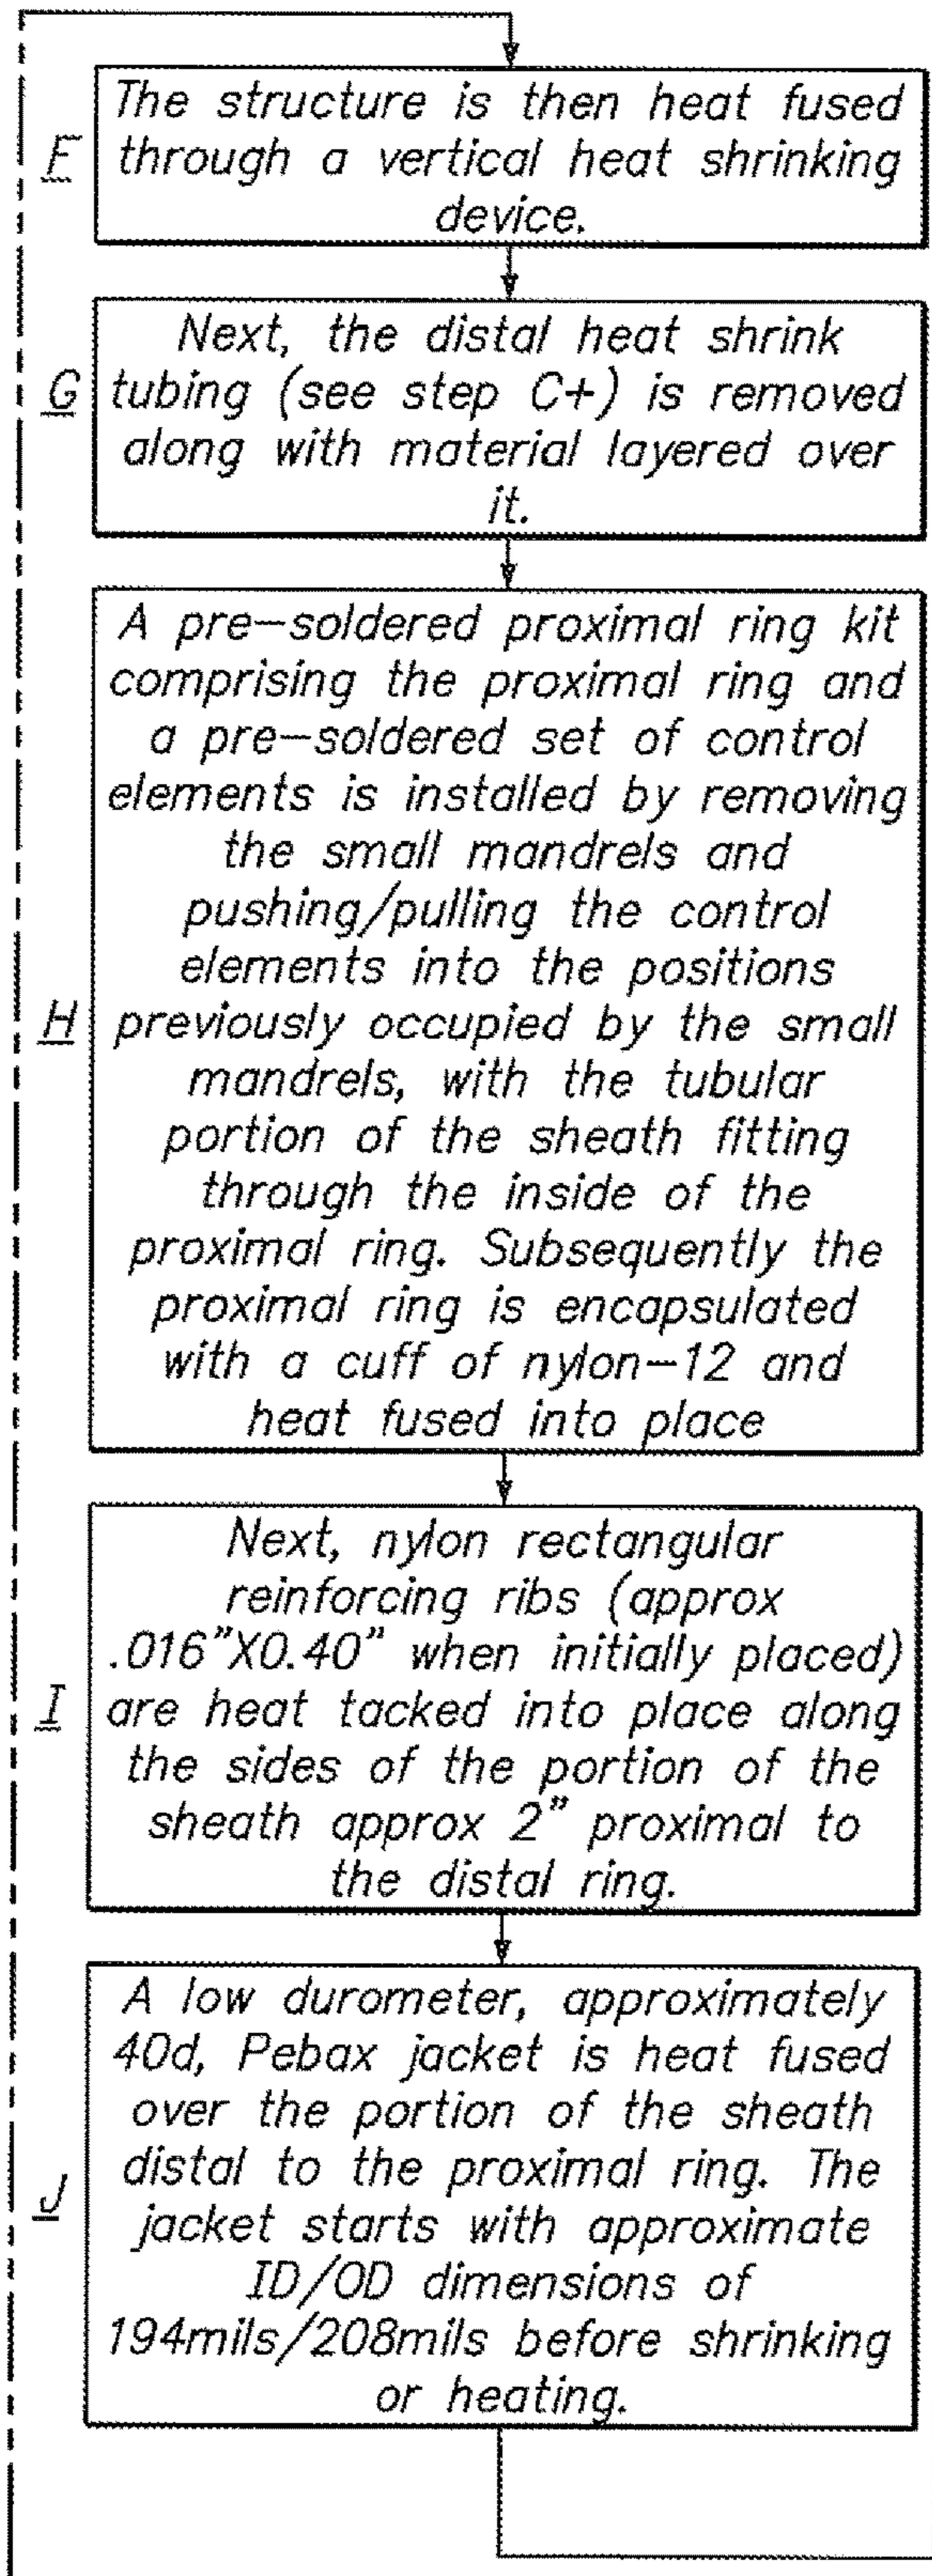 F
The structure is then heat fused
through a vertical heat shrinking
device.
G
Next, the distal heat shrink
tubing (see step C+) is removed
along with material layered over
it.
H
A pre-soldered proximal ring kit
comprising the proximal ring and
a pre-soldered set of control
elements is installed by removing
the small mandrels and
pushing/pulling the control
elements into the positions
previously occupied by the small
mandrels, with the tubular
portion of the sheath fitting
through the inside of the
proximal ring. Subsequently the
proximal ring is encapsulated
with a cuff of nylon-12 and
heat fused into place
I
Next, nylon rectangular
reinforcing ribs (approx
.016"X0.40" when initially placed)
are heat tacked into place along
the sides of the portion of the
sheath approx 2" proximal to
the distal ring.
J
A low durometer, approximately
40d, Pebax jacket is heat fused
over the portion of the sheath
distal to the proximal ring. The
jacket starts with approximate
ID/OD dimensions of
194mils/208mils before shrinking
or heating.